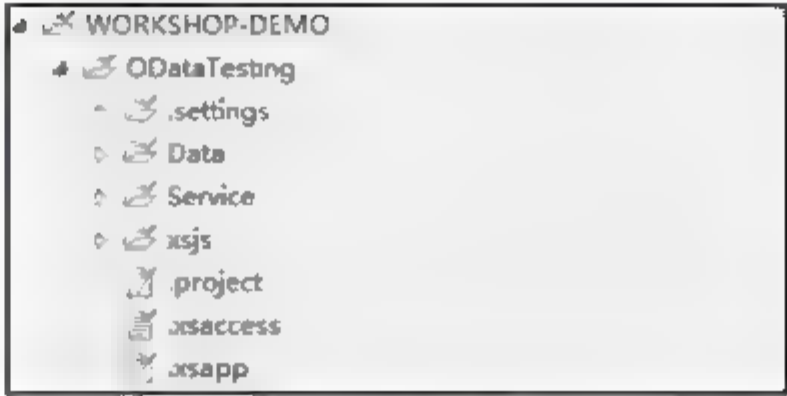 WORKSHOP-DEMO
ODataTesting
.settings
Data
Service
xsjs
.project
.xsaccess
.xsapp